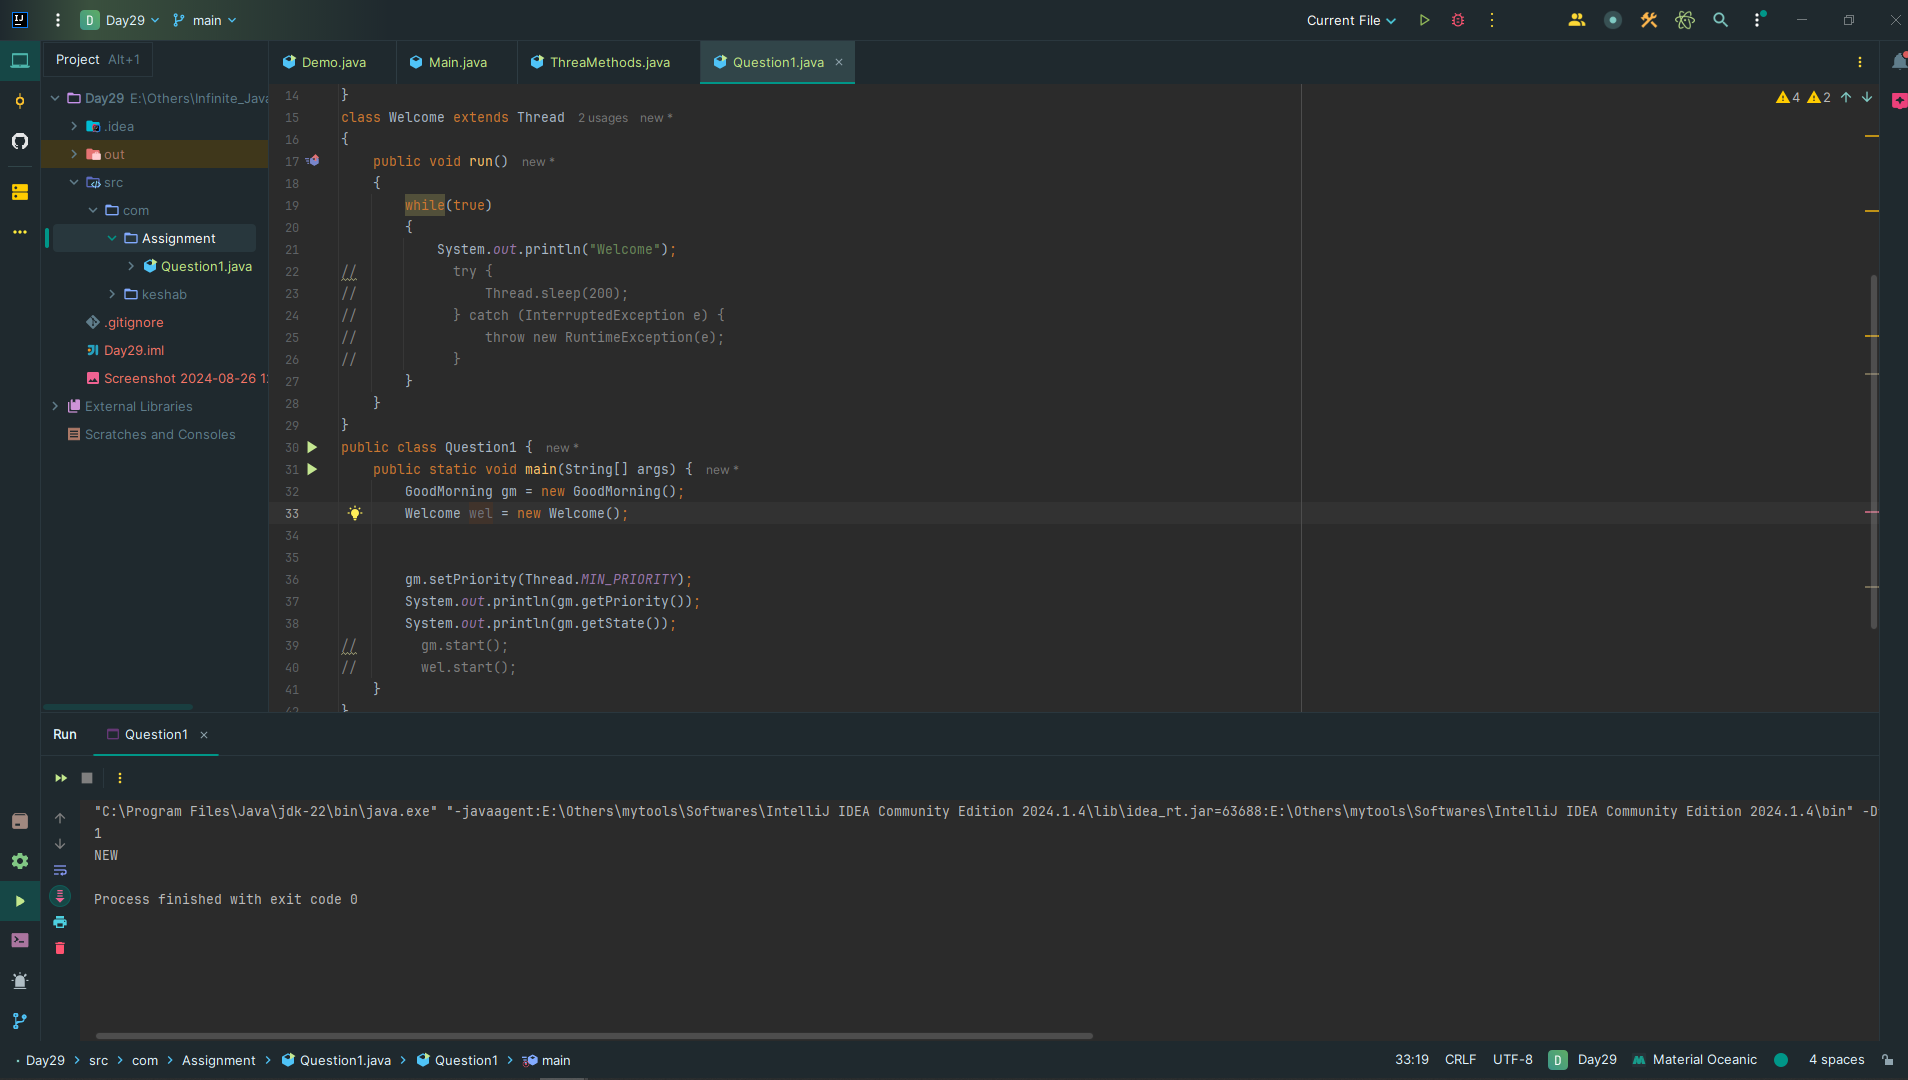 D Day29 main Current File
Project Alt+1
Demo.java Main.java ThreaMethods.java Question1.java
Day29 E:\Others\Infinite_Java
.idea
out
src
com
Assignment
Question1.java
keshab
.gitignore
Day29.iml
Screenshot 2024-08-26 1
External Libraries
Scratches and Consoles
4 2
14 }
15 class Welcome extends Thread 2 usages new *
16 {
17 public void run() new *
18 {
19 while(true)
20 {
21 System.out.println("Welcome");
22 // try {
23 // Thread.sleep(200);
24 // } catch (InterruptedException e) {
25 // throw new RuntimeException(e);
26 // }
27 }
28 }
29 }
30 public class Question1 { new *
31 public static void main(String[] args) { new *
32 GoodMorning gm = new GoodMorning();
33 Welcome wel = new Welcome();
34
35
36 gm.setPriority(Thread.MIN_PRIORITY);
37 System.out.println(gm.getPriority());
38 System.out.println(gm.getState());
39 // gm.start();
40 // wel.start();
41 }
42 }
Run Question1
"C:\Program Files\Java\jdk-22\bin\java.exe" "-javaagent:E:\Others\mytools\Softwares\IntelliJ IDEA Community Edition 2024.1.4\lib\idea_rt.jar=63688:E:\Others\mytools\Softwares\IntelliJ IDEA Community Edition 2024.1.4\bin" -D
1
NEW
Process finished with exit code 0
Day29 > src > com > Assignment > Question1.java > Question1 > main 33:19 CRLF UTF-8 D Day29 Material Oceanic 4 spaces